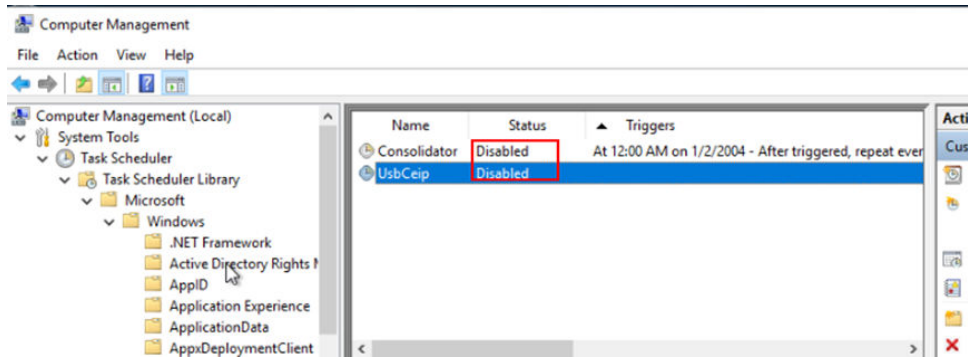 Computer Management
File Action View Help
Computer Management (Local)
System Tools
Task Scheduler
Task Scheduler Library
Microsoft
Windows
.NET Framework
Active Directory Rights M
AppID
Application Experience
ApplicationData
AppxDeploymentClient
Name Status Triggers
Consolidator Disabled At 12:00 AM on 1/2/2004 - After triggered, repeat ever
UsbCeip Disabled
Acti
Cus